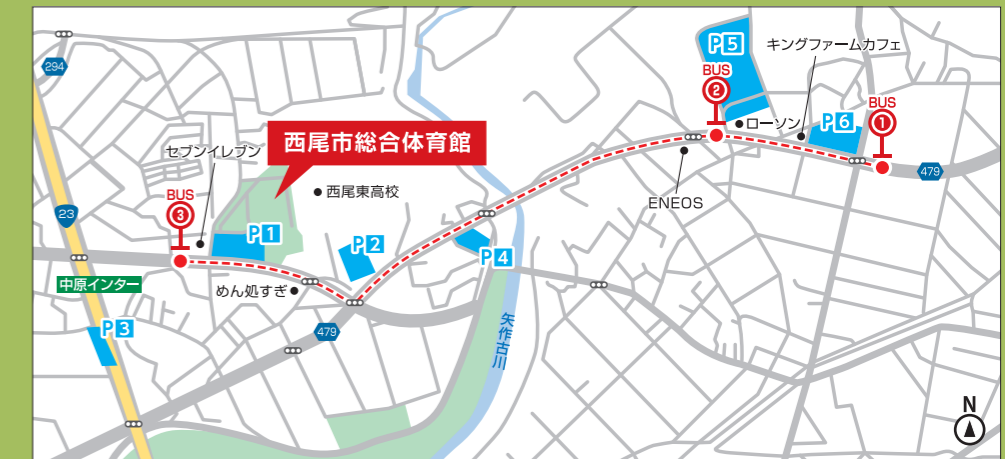 294
23
中原インター
P3
セブンイレブン
BUS
3
P1
西尾市総合体育館
西尾東高校
めん処すぎ
P2
479
P4
矢作古川
P5
BUS
2
ローソン
ENEOS
キングファームカフェ
P6
BUS
1
479
N